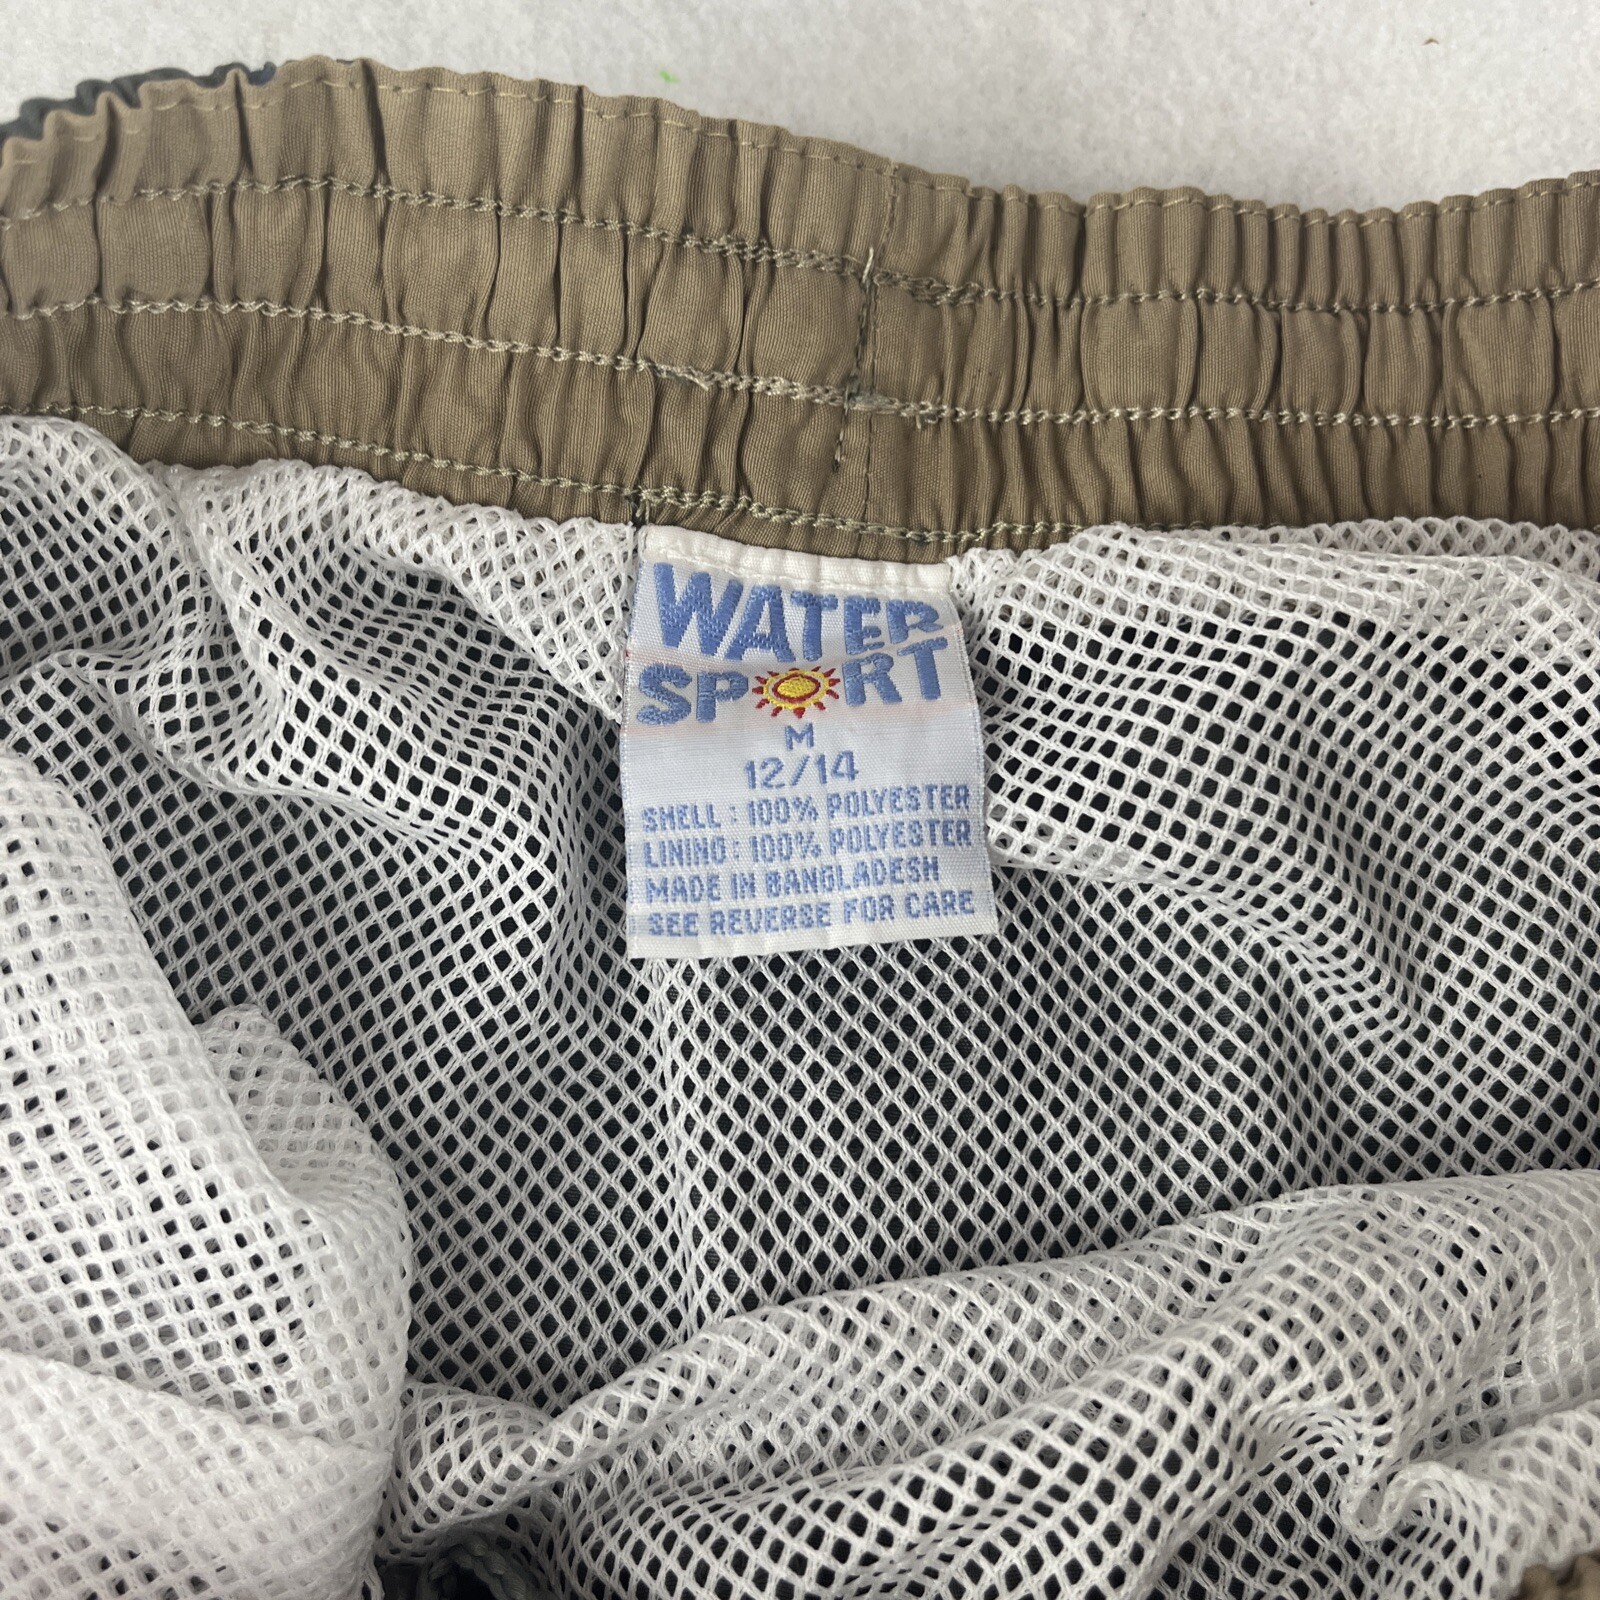 WATER
SPORT
M
12/14
SHELL : 100% POLYESTER
LINING : 100% POLYESTER
MADE IN BANGLADESH
SEE REVERSE FOR CARE